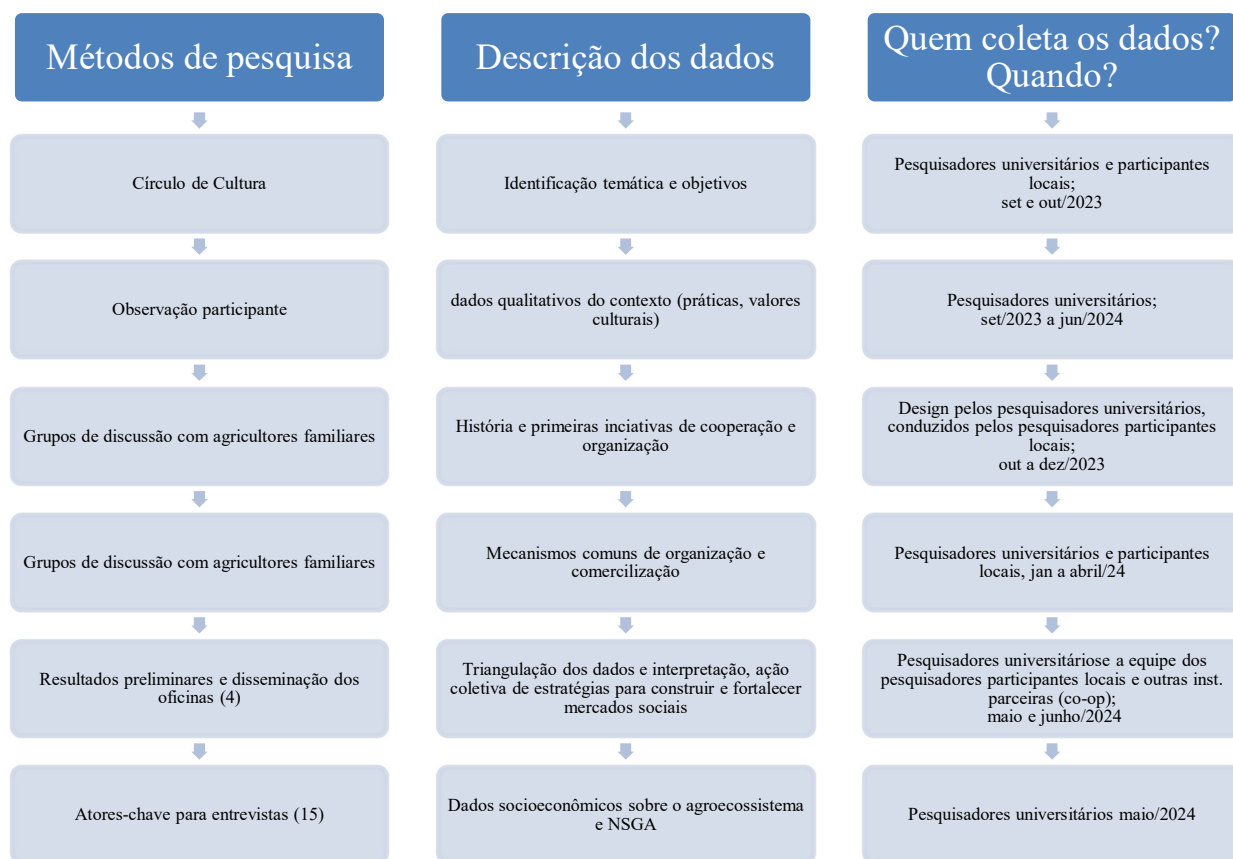 Métodos de pesquisa
Círculo de Cultura
Observação participante
Grupos de discussão com agricultores familiares
Grupos de discussão com agricultores familiares
Resultados preliminares e disseminação dos
oficinas (4)
Atores-chave para entrevistas (15)
Descrição dos dados
Identificação temática e objetivos
dados qualitativos do contexto (práticas, valores
culturais)
História e primeiras inciativas de cooperação e
organização
Mecanismos comuns de organização e
comercilização
Triangulação dos dados e interpretação, ação
coletiva de estratégias para construir e fortalecer
mercados sociais
Dados socioeconômicos sobre o agroecossistema
e NSGA
Quem coleta os dados?
Quando?
Pesquisadores universitários e participantes
locais;
set e out/2023
Pesquisadores universitários;
set/2023 a jun/2024
Design pelos pesquisadores universitários,
conduzidos pelos pesquisadores participantes
locais;
out a dez/2023
Pesquisadores universitários e participantes
locais, jan a abril/24
Pesquisadores universitáriose a equipe dos
pesquisadores participantes locais e outras inst.
parceiras (co-op);
maio e junho/2024
Pesquisadores universitários maio/2024